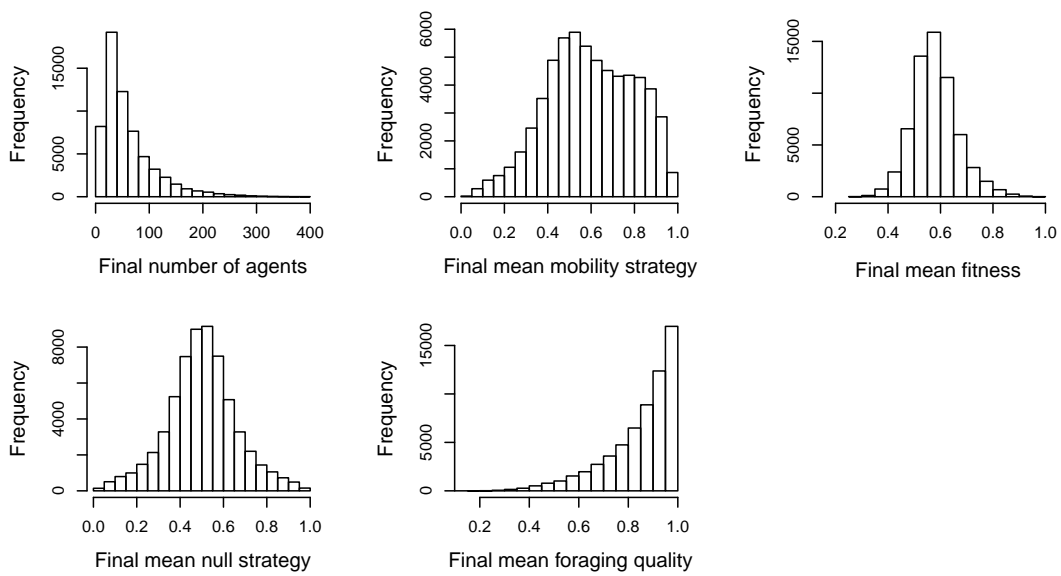 Frequency
0 5000 15000
0 100 200 300 400
Final number of agents
Frequency
0 2000 4000 6000
0.0 0.2 0.4 0.6 0.8 1.0
Final mean mobility strategy
Frequency
0 5000 15000
0.2 0.4 0.6 0.8 1.0
Final mean fitness
Frequency
0 4000 8000
0.0 0.2 0.4 0.6 0.8 1.0
Final mean null strategy
Frequency
0 5000 15000
0.2 0.4 0.6 0.8 1.0
Final mean foraging quality